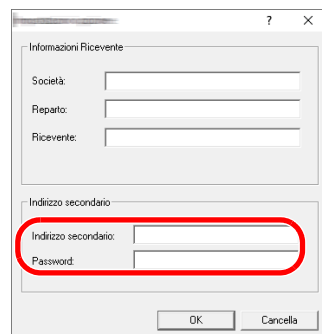 Informazioni Ricevente
Società:
Reparto:
Ricevente:
Indirizzo secondario
Indirizzo secondario:
Password:
OK Cancella